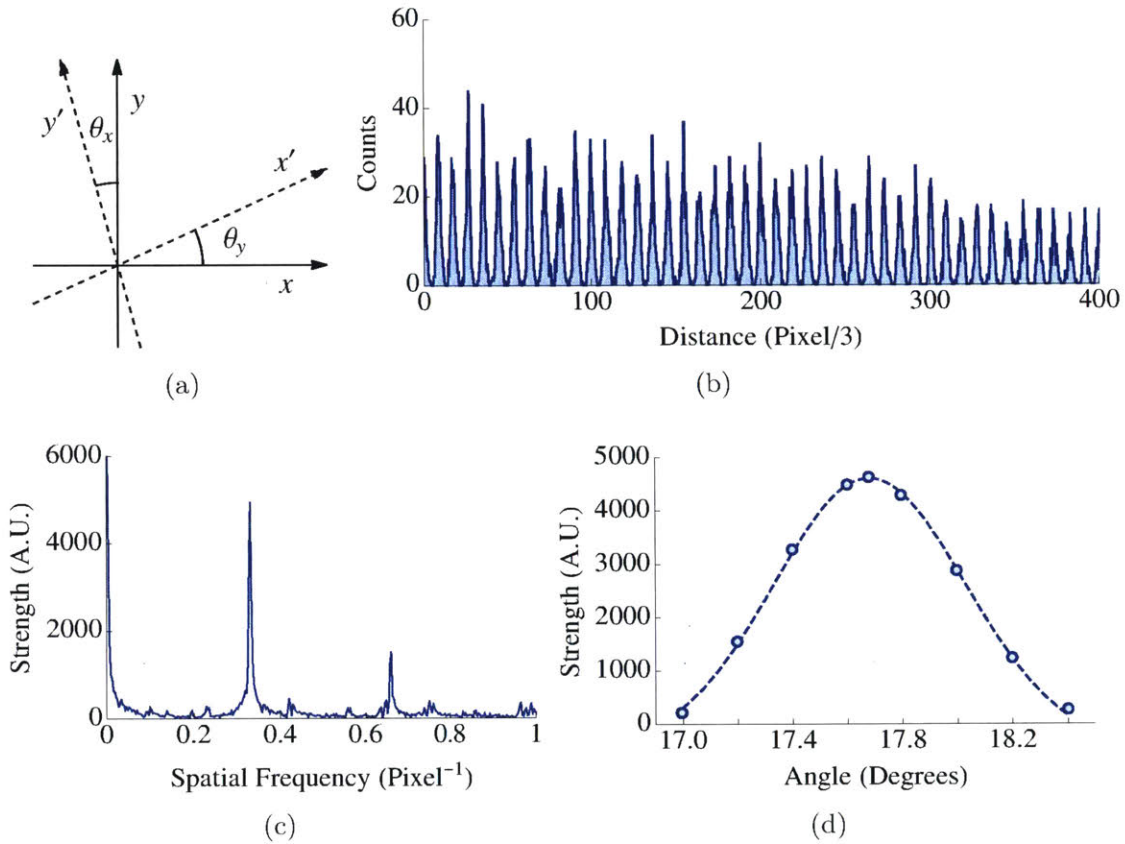 y
y′
θx
x′
θy
x
(a)
60
40
20
0
Counts
0 100 200 300 400
Distance (Pixel/3)
(b)
6000
4000
2000
0
Strength (A.U.)
0 0.2 0.4 0.6 0.8 1
Spatial Frequency (Pixel⁻¹)
(c)
5000
4000
3000
2000
1000
0
Strength (A.U.)
17.0 17.4 17.8 18.2
Angle (Degrees)
(d)